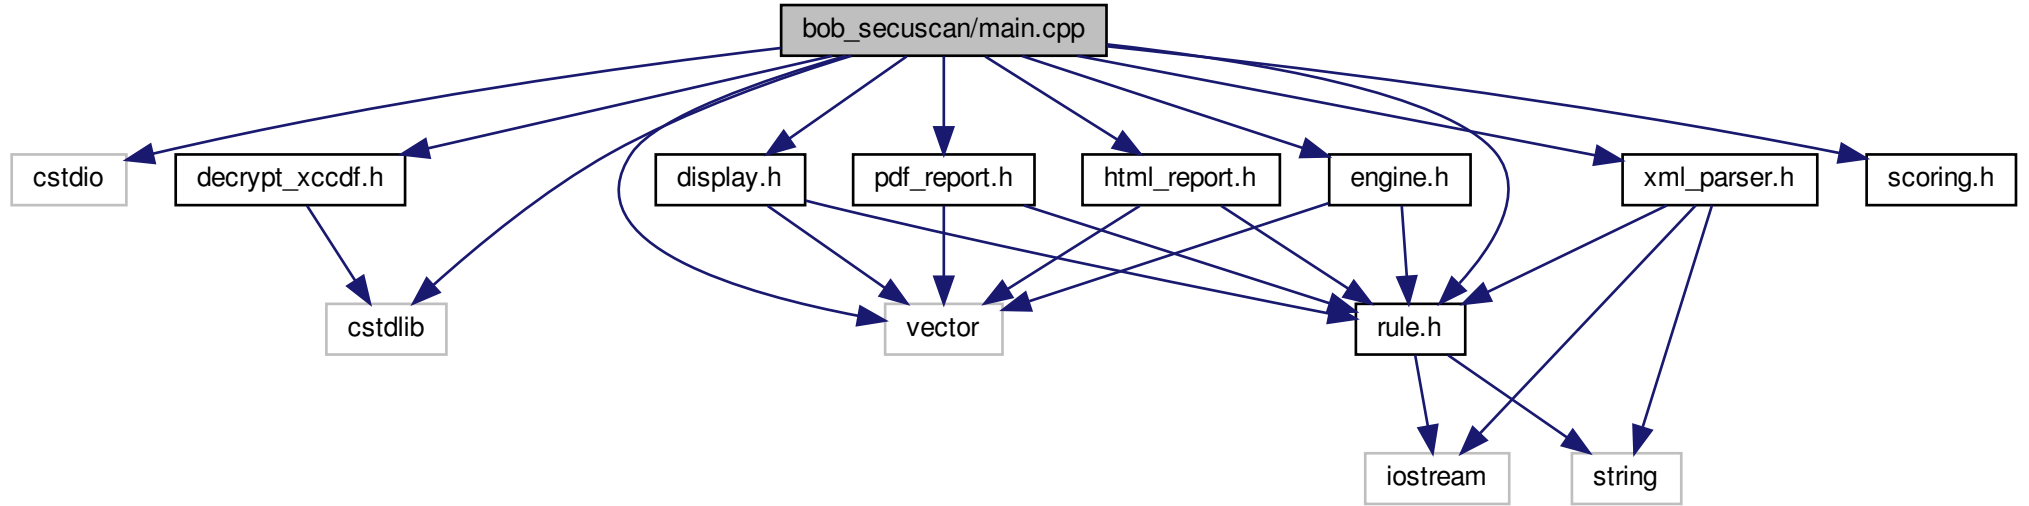 bob_secuscan/main.cpp
cstdio
decrypt_xccdf.h
display.h
pdf_report.h
html_report.h
engine.h
xml_parser.h
scoring.h
cstdlib
vector
rule.h
iostream
string